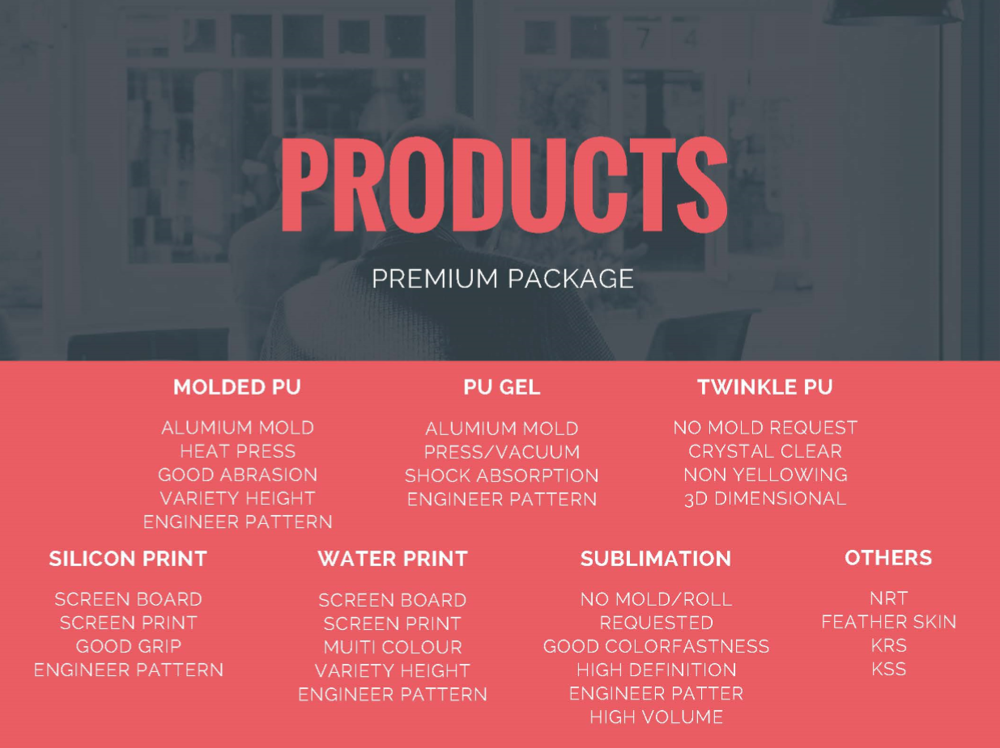 7 4
PRODUCTS
PREMIUM PACKAGE
MOLDED PU
ALUMIUM MOLD
HEAT PRESS
GOOD ABRASION
VARIETY HEIGHT
ENGINEER PATTERN
PU GEL
ALUMIUM MOLD
PRESS/VACUUM
SHOCK ABSORPTION
ENGINEER PATTERN
TWINKLE PU
NO MOLD REQUEST
CRYSTAL CLEAR
NON YELLOWING
3D DIMENSIONAL
SILICON PRINT
SCREEN BOARD
SCREEN PRINT
GOOD GRIP
ENGINEER PATTERN
WATER PRINT
SCREEN BOARD
SCREEN PRINT
MUITI COLOUR
VARIETY HEIGHT
ENGINEER PATTERN
SUBLIMATION
NO MOLD/ROLL
REQUESTED
GOOD COLORFASTNESS
HIGH DEFINITION
ENGINEER PATTER
HIGH VOLUME
OTHERS
NRT
FEATHER SKIN
KRS
KSS